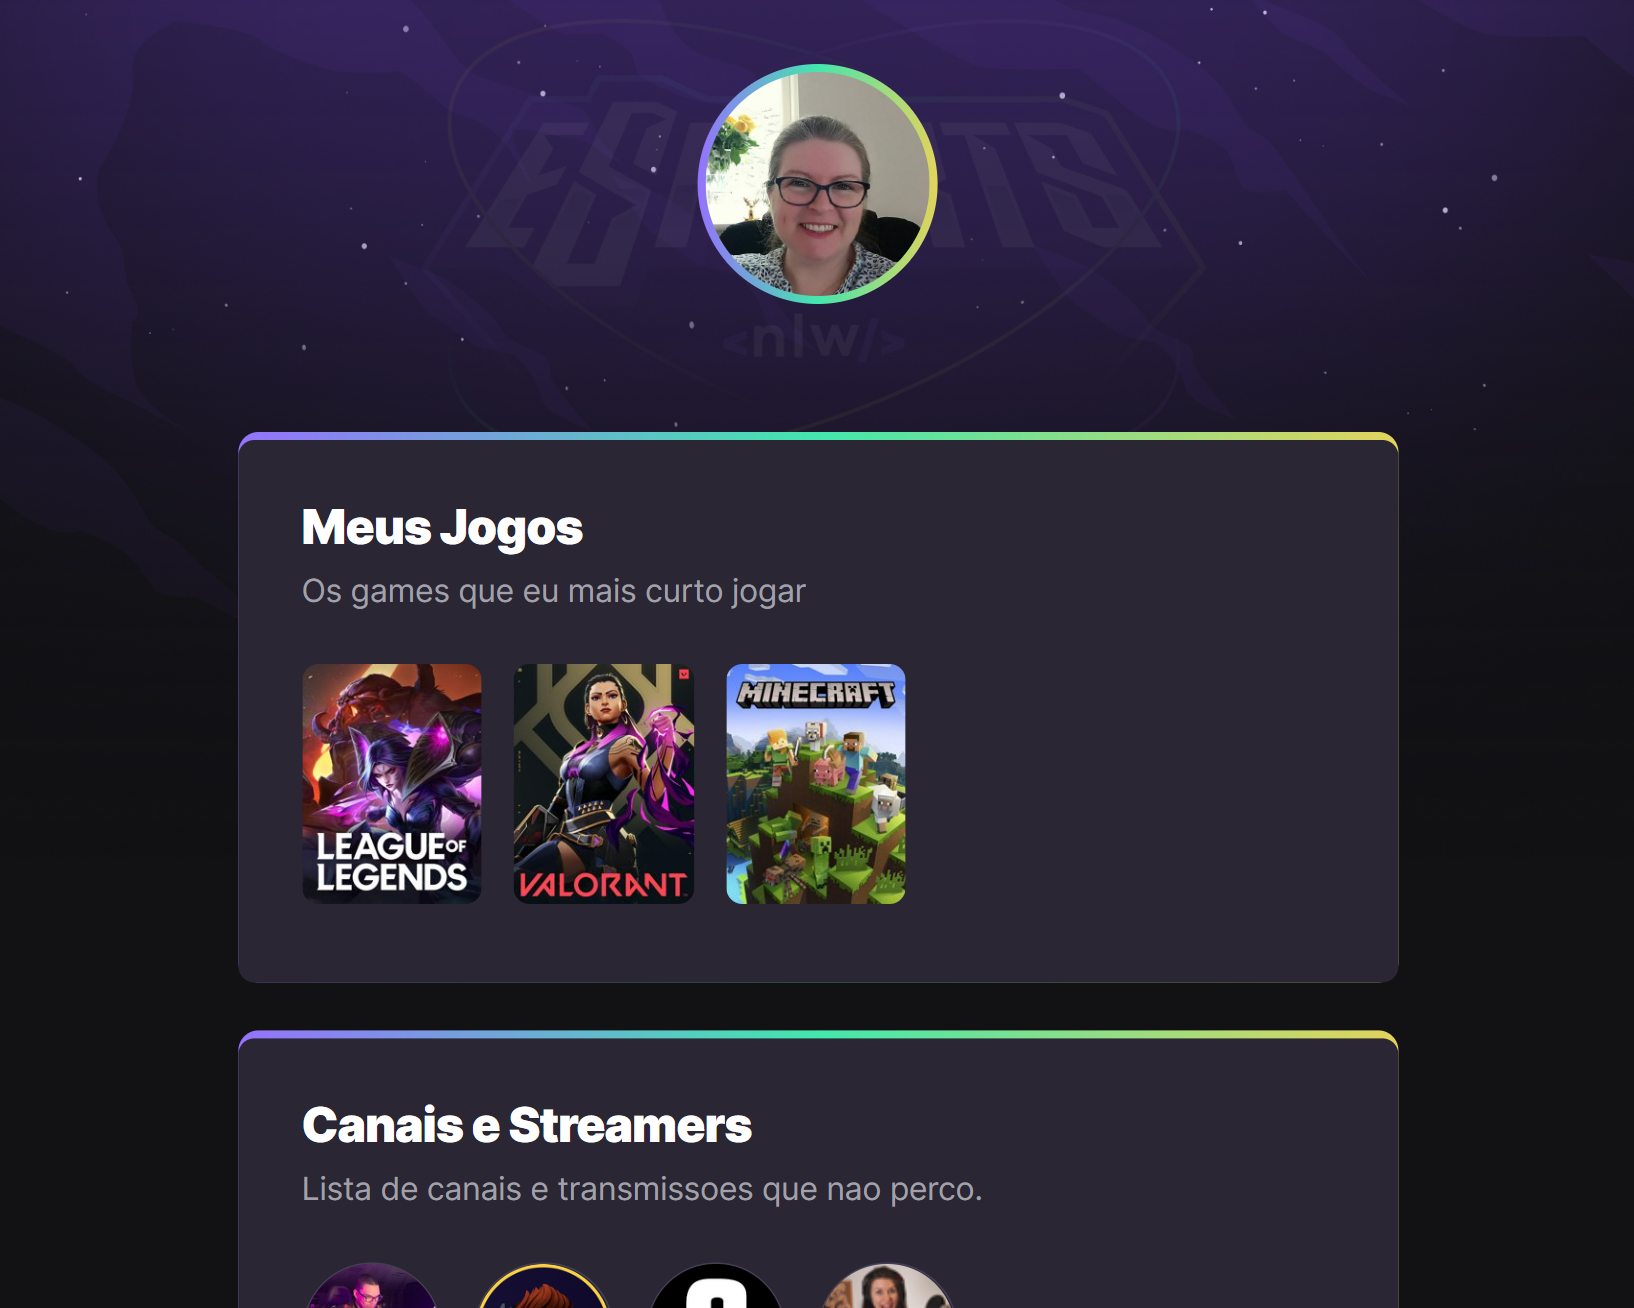 ESPORTS
<nlw/>
Meus Jogos
Os games que eu mais curto jogar
LEAGUE OF
LEGENDS
VALORANT
MINECRAFT
Canais e Streamers
Lista de canais e transmissoes que nao perco.